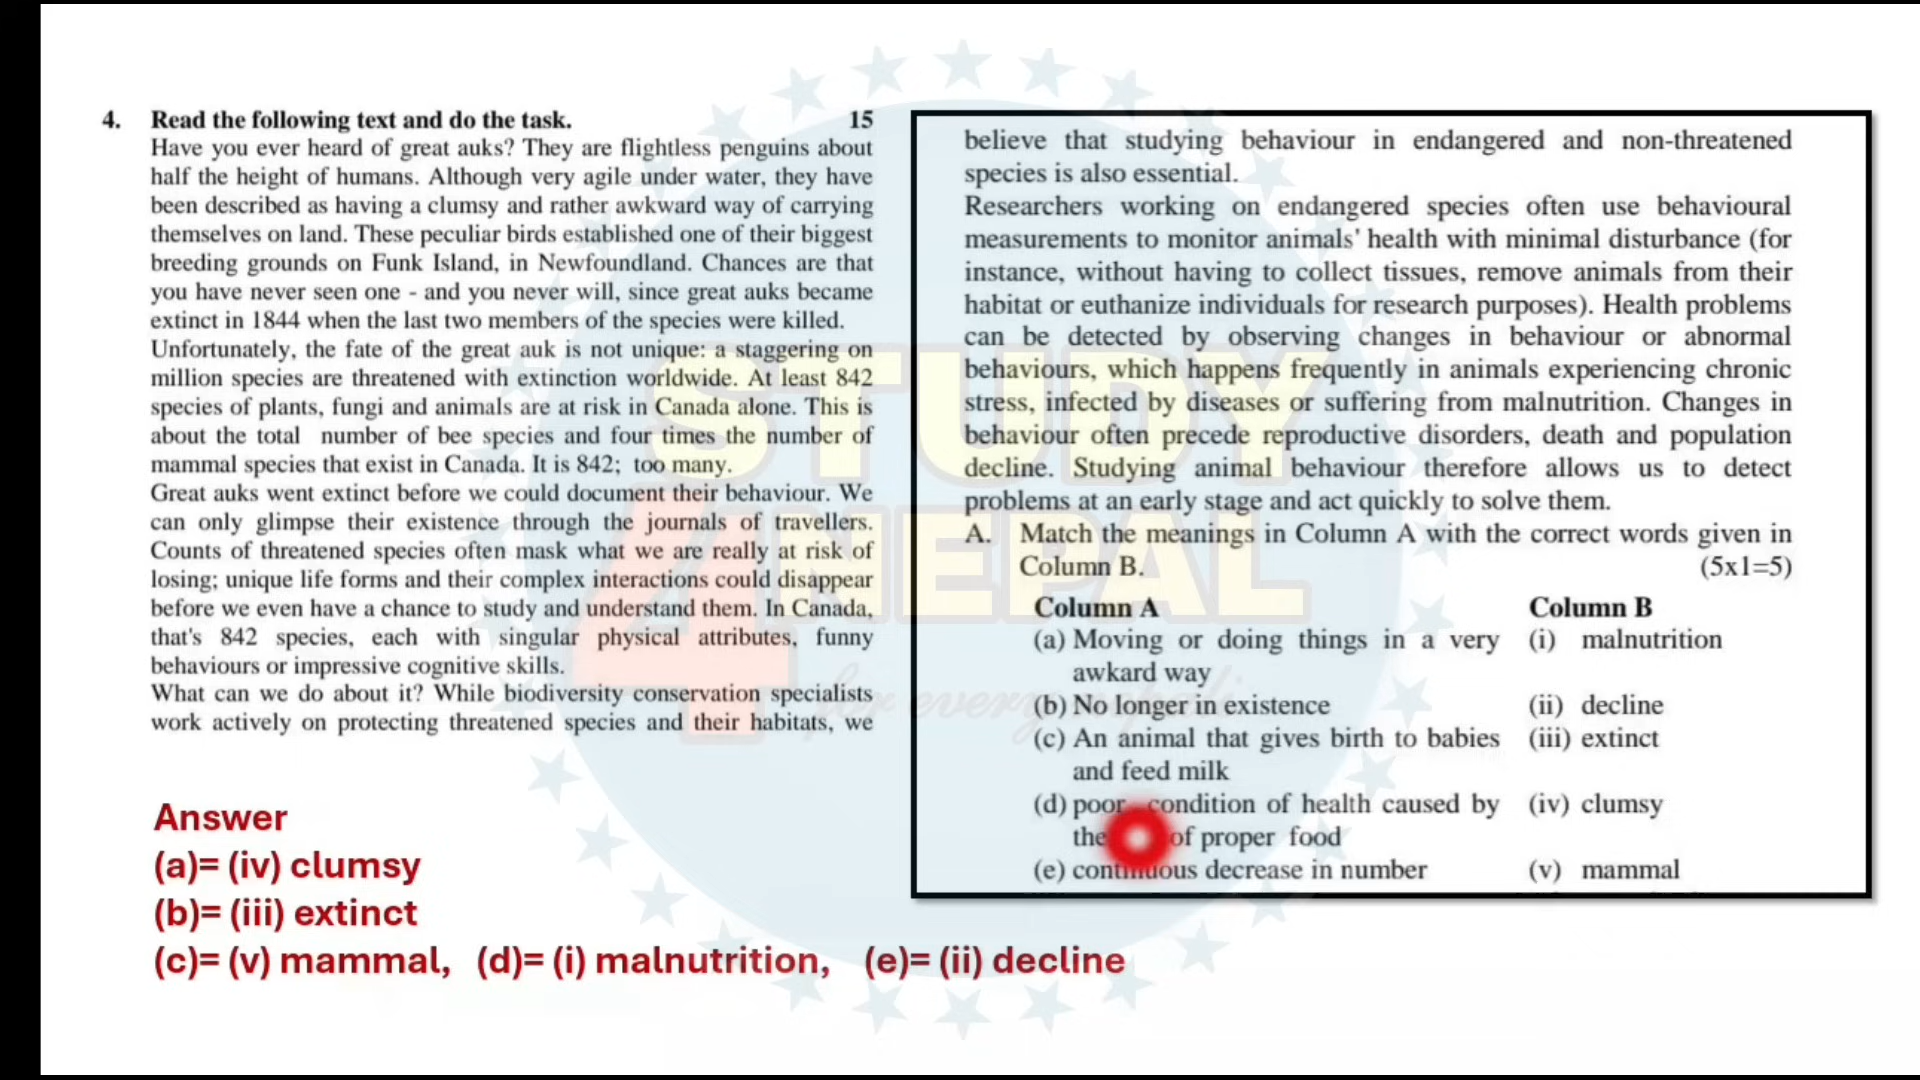 4. Read the following text and do the task. 15
Have you ever heard of great auks? They are flightless penguins about
half the height of humans. Although very agile under water, they have
been described as having a clumsy and rather awkward way of carrying
themselves on land. These peculiar birds established one of their biggest
breeding grounds on Funk Island, in Newfoundland. Chances are that
you have never seen one - and you never will, since great auks became
extinct in 1844 when the last two members of the species were killed.
Unfortunately, the fate of the great auk is not unique: a staggering on
million species are threatened with extinction worldwide. At least 842
species of plants, fungi and animals are at risk in Canada alone. This is
about the total number of bee species and four times the number of
mammal species that exist in Canada. It is 842; too many.
Great auks went extinct before we could document their behaviour. We
can only glimpse their existence through the journals of travellers.
Counts of threatened species often mask what we are really at risk of
losing; unique life forms and their complex interactions could disappear
before we even have a chance to study and understand them. In Canada,
that's 842 species, each with singular physical attributes, funny
behaviours or impressive cognitive skills.
What can we do about it? While biodiversity conservation specialists
work actively on protecting threatened species and their habitats, we
believe that studying behaviour in endangered and non-threatened
species is also essential.
Researchers working on endangered species often use behavioural
measurements to monitor animals' health with minimal disturbance (for
instance, without having to collect tissues, remove animals from their
habitat or euthanize individuals for research purposes). Health problems
can be detected by observing changes in behaviour or abnormal
behaviours, which happens frequently in animals experiencing chronic
stress, infected by diseases or suffering from malnutrition. Changes in
behaviour often precede reproductive disorders, death and population
decline. Studying animal behaviour therefore allows us to detect
problems at an early stage and act quickly to solve them.
A. Match the meanings in Column A with the correct words given in
Column B. (5x1=5)
Column A Column B
(a) Moving or doing things in a very (i) malnutrition
awkard way
(b) No longer in existence (ii) decline
(c) An animal that gives birth to babies (iii) extinct
and feed milk
(d) poor condition of health caused by (iv) clumsy
the of proper food
(e) continuous decrease in number (v) mammal
Answer
(a)= (iv) clumsy
(b)= (iii) extinct
(c)= (v) mammal, (d)= (i) malnutrition, (e)= (ii) decline
STUDY
4 NEPAL
for every nepali